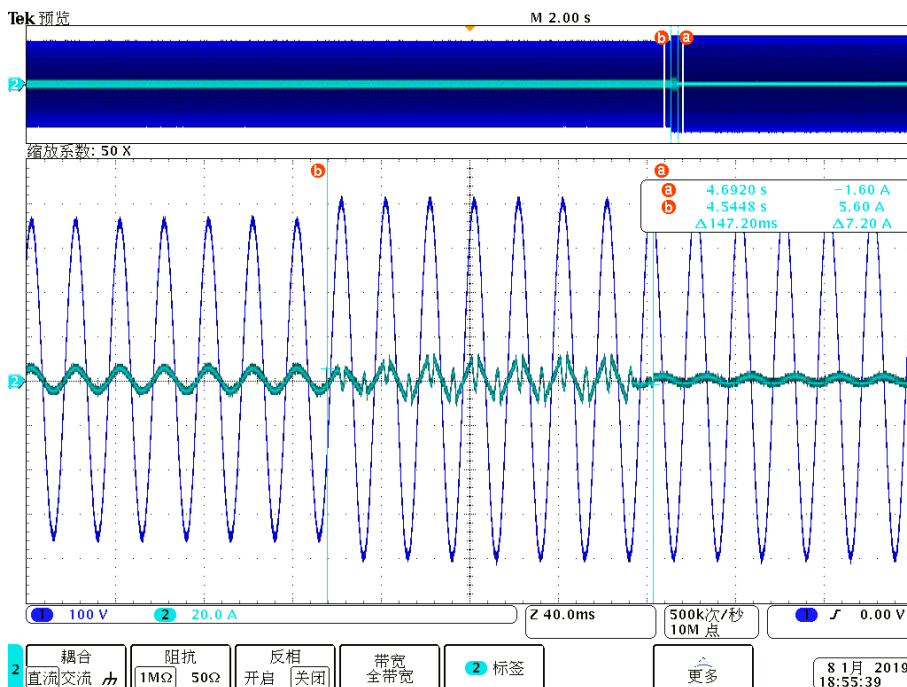 Tek 预览 M 2.00 s
b a
2
缩放系数: 50 X
b a
a 4.6920 s −1.60 A
b 4.5448 s 5.60 A
Δ147.20ms Δ7.20 A
2
1 100 V 2 20.0 A Z 40.0ms 500k次/秒 1 0.00 V
10M 点
2 耦合 阻抗 反相 带宽 2 标签 更多
直流 交流 1MΩ 50Ω 开启 关闭 全带宽
8 1月 2019
18:55:39